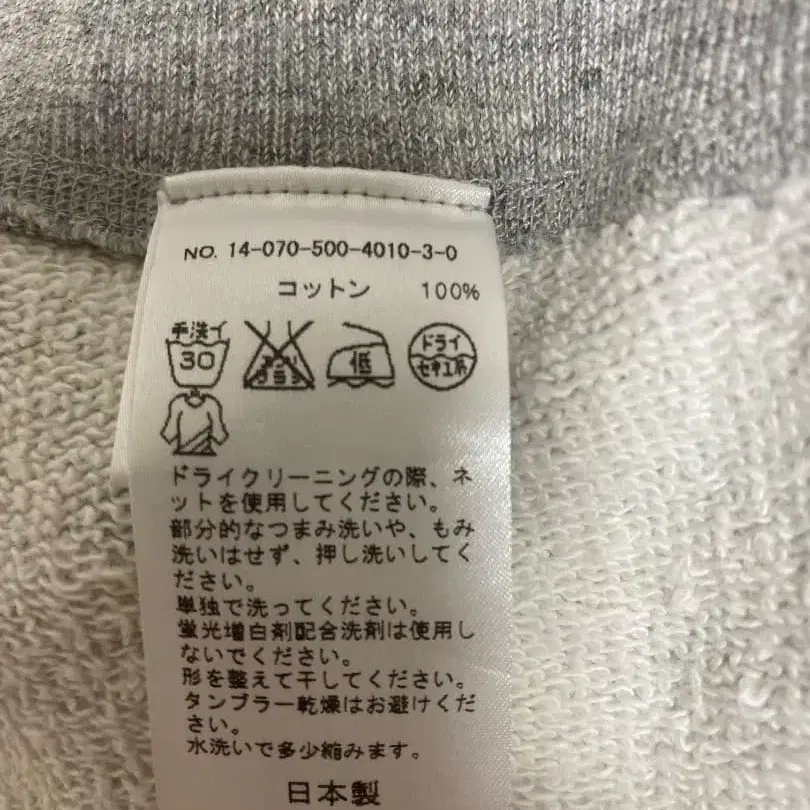 NO. 14-070-500-4010-3-0
コットン 100%
手洗イ
30
エンソ
サラシ
低
ドライ
セキユ系
ドライクリーニングの際、ネ
ットを使用してください。
部分的なつまみ洗いや、もみ
洗いはせず、押し洗いしてく
ださい。
単独で洗ってください。
蛍光増白剤配合洗剤は使用し
ないでください。
形を整えて干してください。
タンブラー乾燥はお避けくだ
さい。
水洗いで多少縮みます。
日本製